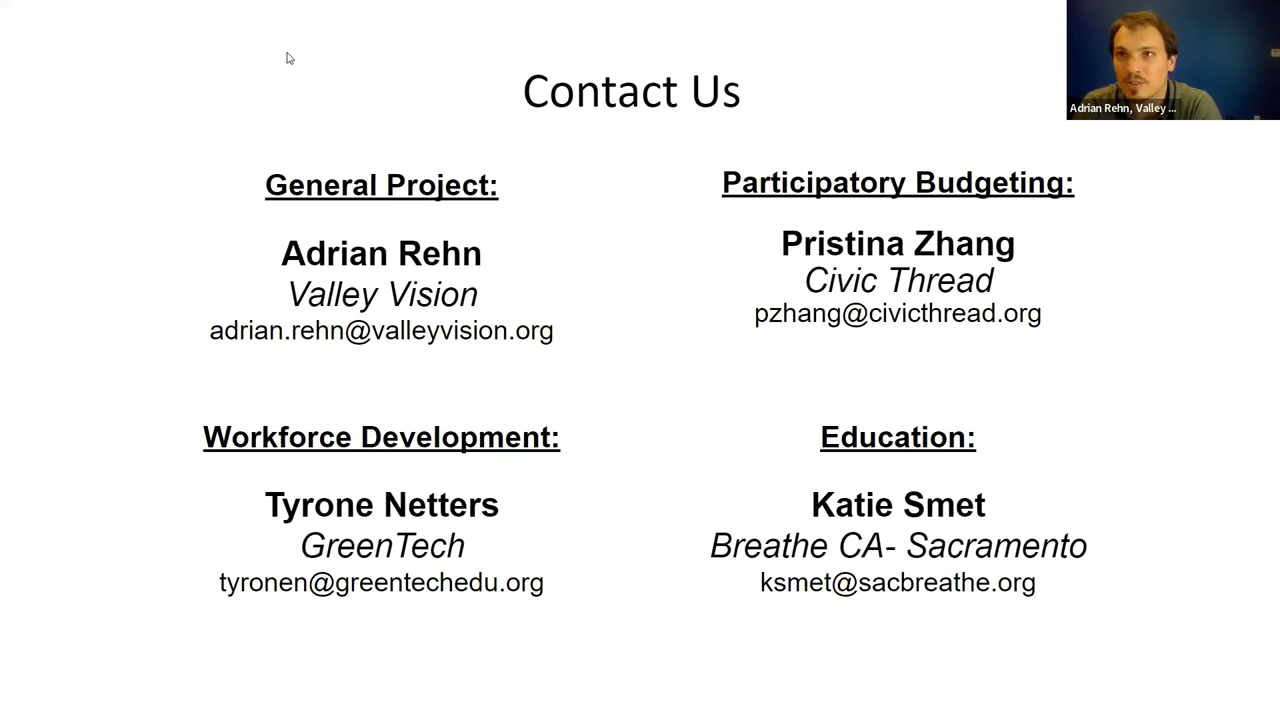 Contact Us
Adrian Rehn, Valley ...
General Project:
Adrian Rehn
Valley Vision
adrian.rehn@valleyvision.org
Participatory Budgeting:
Pristina Zhang
Civic Thread
pzhang@civicthread.org
Workforce Development:
Tyrone Netters
GreenTech
tyronen@greentechedu.org
Education:
Katie Smet
Breathe CA- Sacramento
ksmet@sacbreathe.org